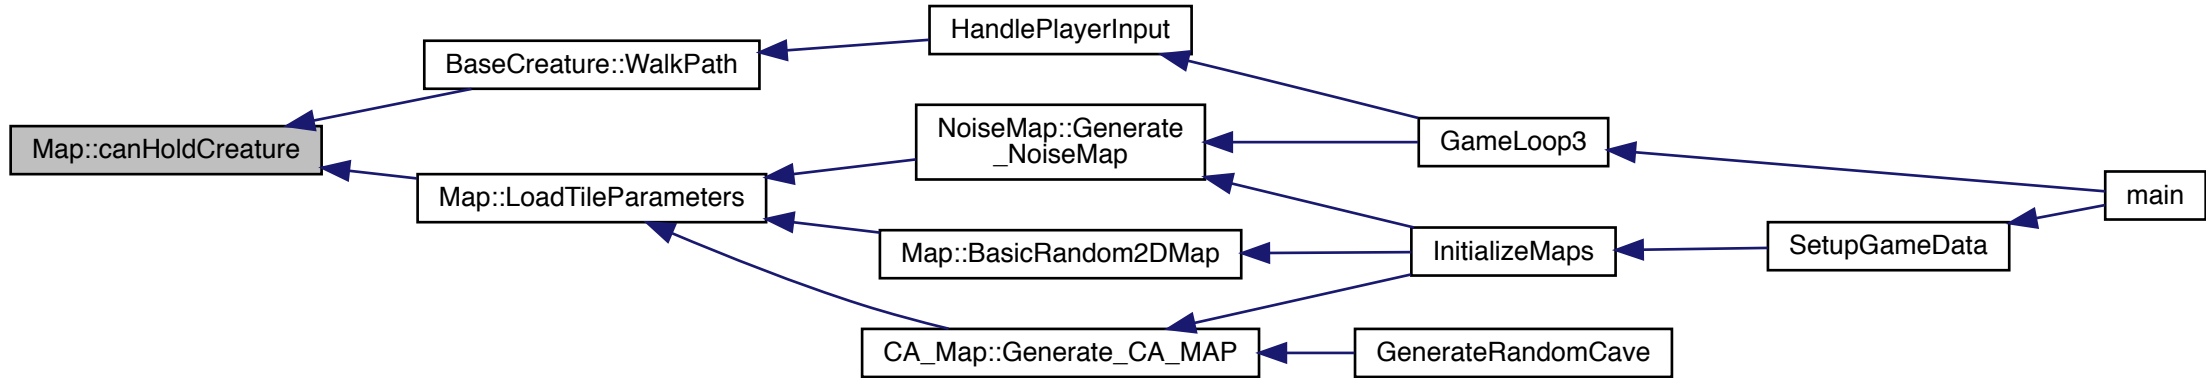 Map::canHoldCreature
BaseCreature::WalkPath
HandlePlayerInput
Map::LoadTileParameters
NoiseMap::Generate
_NoiseMap
Map::BasicRandom2DMap
CA_Map::Generate_CA_MAP
GameLoop3
InitializeMaps
GenerateRandomCave
SetupGameData
main